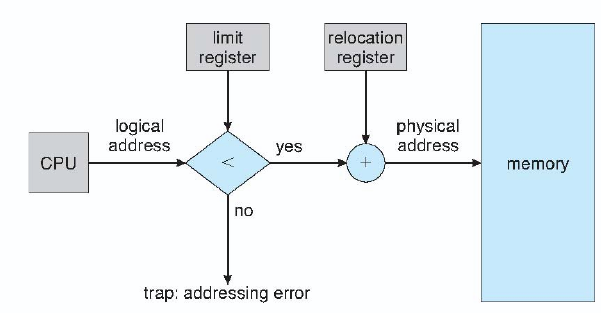 limit
register
relocation
register
logical
address
physical
address
CPU
<
yes
+
memory
no
trap: addressing error